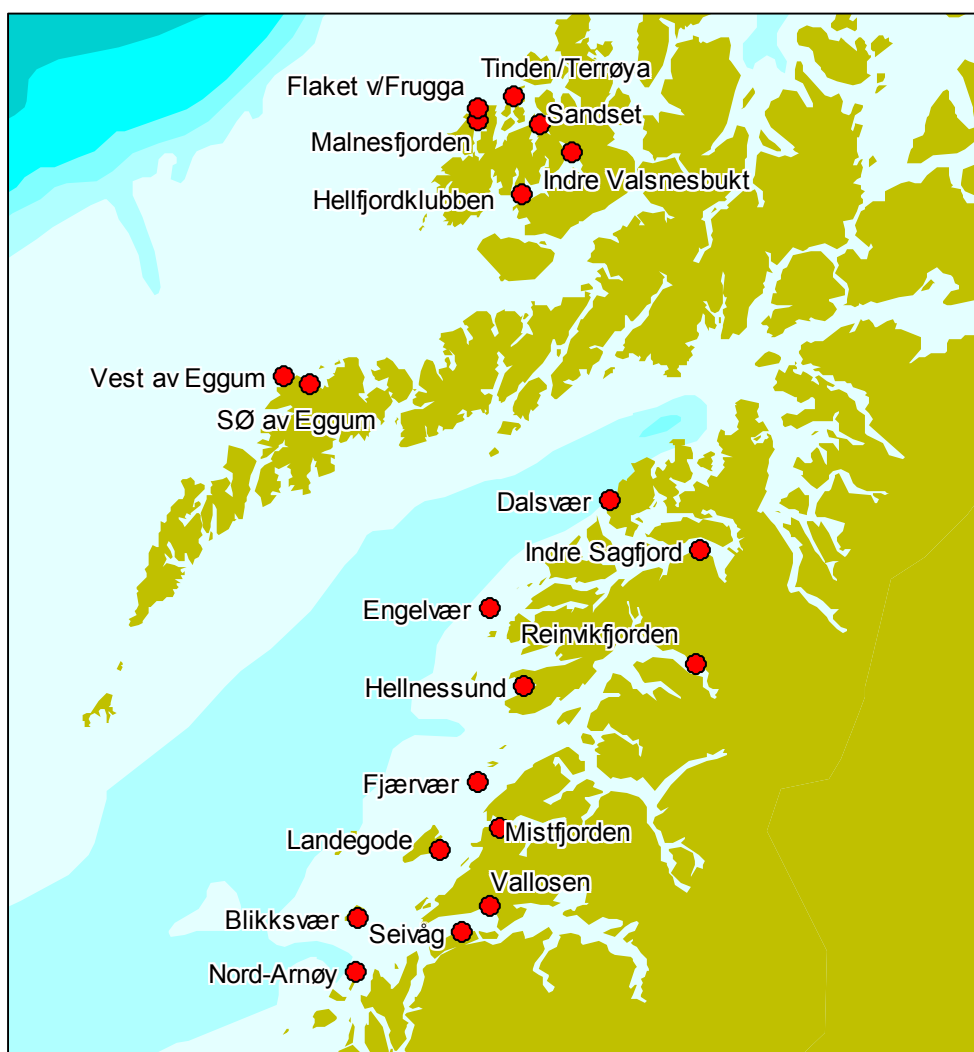 Tinden/Terrøya
Flaket v/Frugga
Sandset
Malnesfjorden
Indre Valsnesbukt
Hellfjordklubben
Vest av Eggum
SØ av Eggum
Dalsvær
Indre Sagfjord
Engelvær
Reinvikfjorden
Hellnessund
Fjærvær
Mistfjorden
Landegode
Vallosen
Blikksvær
Seivåg
Nord-Arnøy